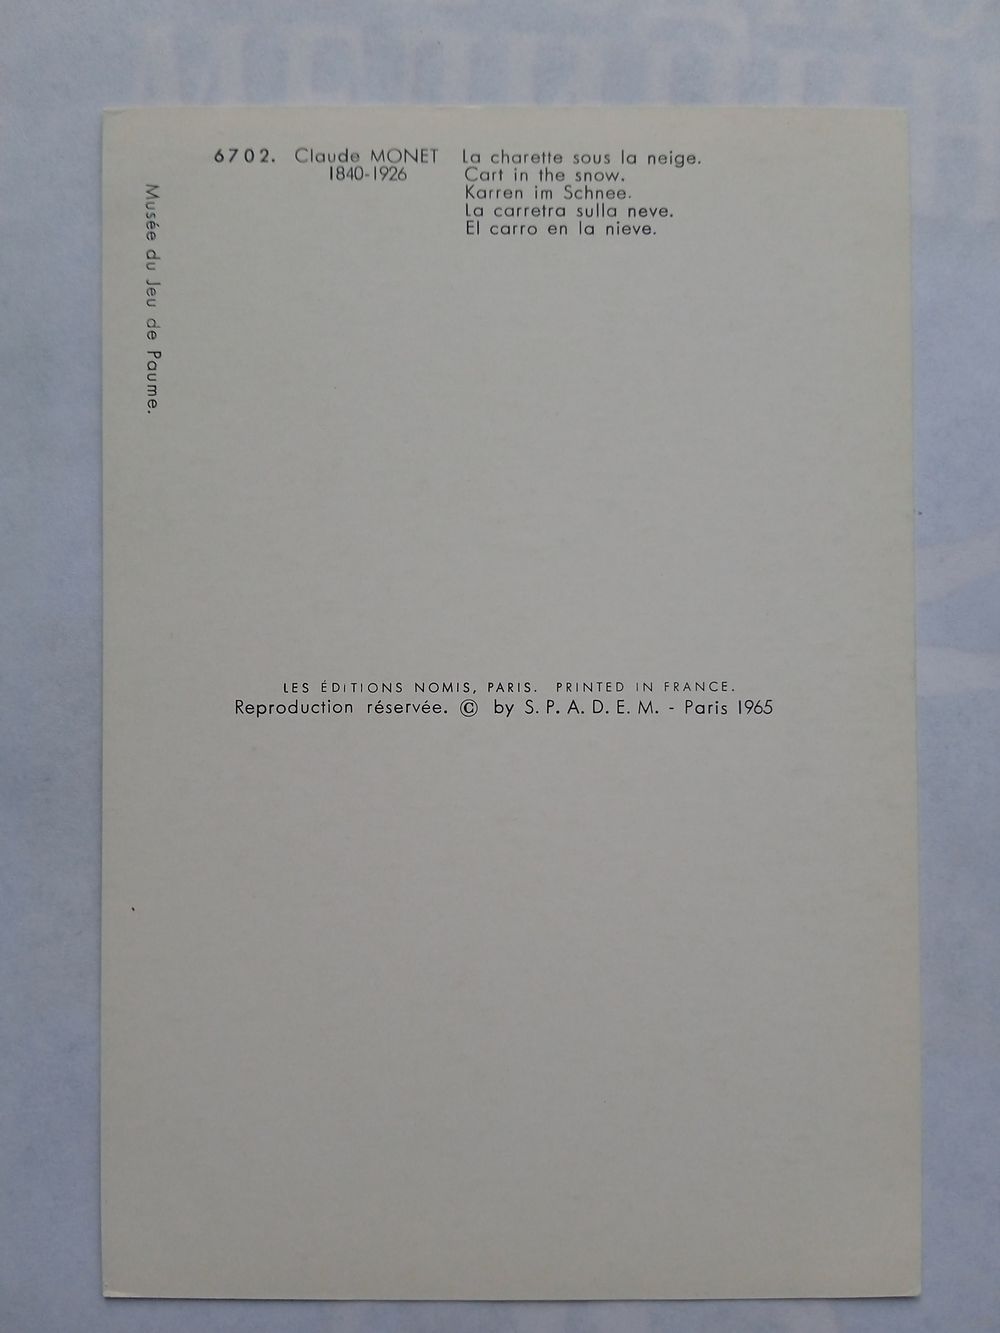 6702. Claude MONET
1840-1926
La charette sous la neige.
Cart in the snow.
Karren im Schnee.
La carretra sulla neve.
El carro en la nieve.
Musée du Jeu de Paume.
LES ÉDITIONS NOMIS, PARIS. PRINTED IN FRANCE.
Reproduction réservée. © by S. P. A. D. E. M. - Paris 1965